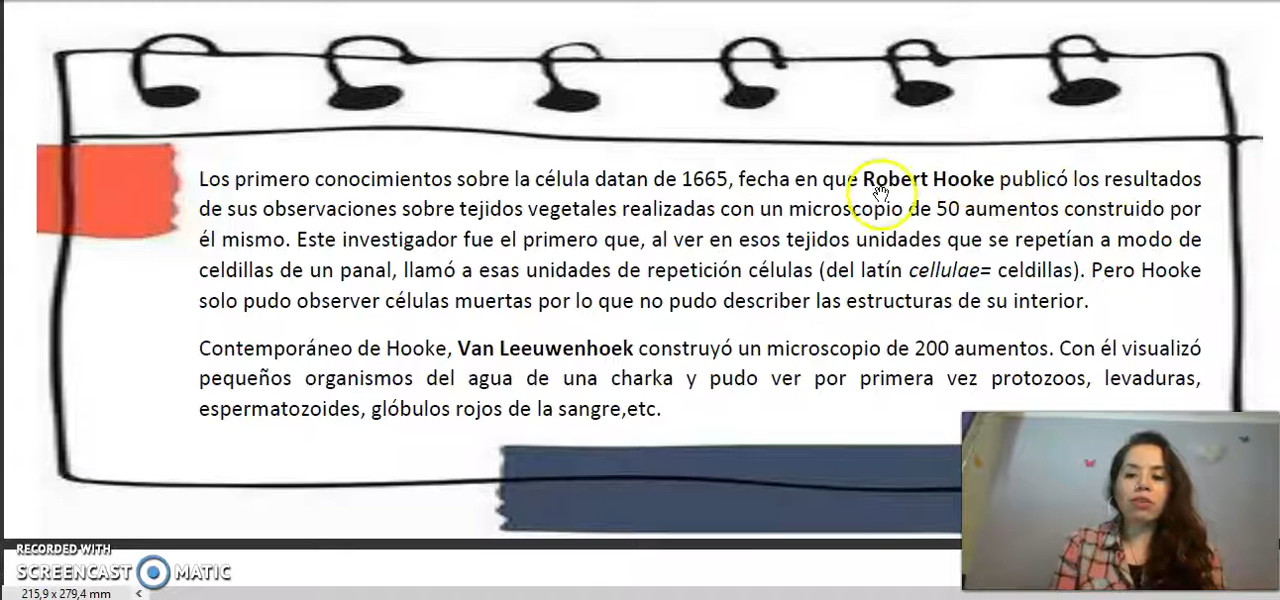 Los primero conocimientos sobre la célula datan de 1665, fecha en que Robert Hooke publicó los resultados
de sus observaciones sobre tejidos vegetales realizadas con un microscopio de 50 aumentos construido por
él mismo. Este investigador fue el primero que, al ver en esos tejidos unidades que se repetían a modo de
celdillas de un panal, llamó a esas unidades de repetición células (del latín cellulae= celdillas). Pero Hooke
solo pudo observar células muertas por lo que no pudo describer las estructuras de su interior.
Contemporáneo de Hooke, Van Leeuwenhoek construyó un microscopio de 200 aumentos. Con él visualizó
pequeños organismos del agua de una charka y pudo ver por primera vez protozoos, levaduras,
espermatozoides, glóbulos rojos de la sangre,etc.
RECORDED WITH
SCREENCAST MATIC
215,9 x 279,4 mm